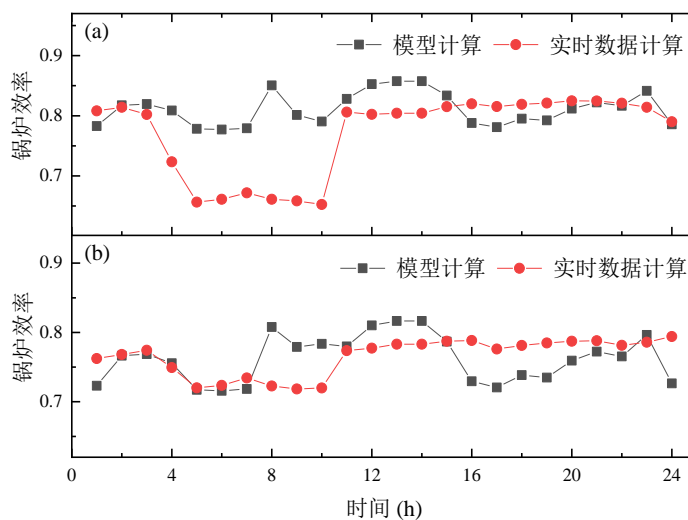 (a)
模型计算 实时数据计算
0.9
0.8
0.7
锅炉效率
(b)
模型计算 实时数据计算
0.9
0.8
0.7
锅炉效率
0 4 8 12 16 20 24
时间 (h)